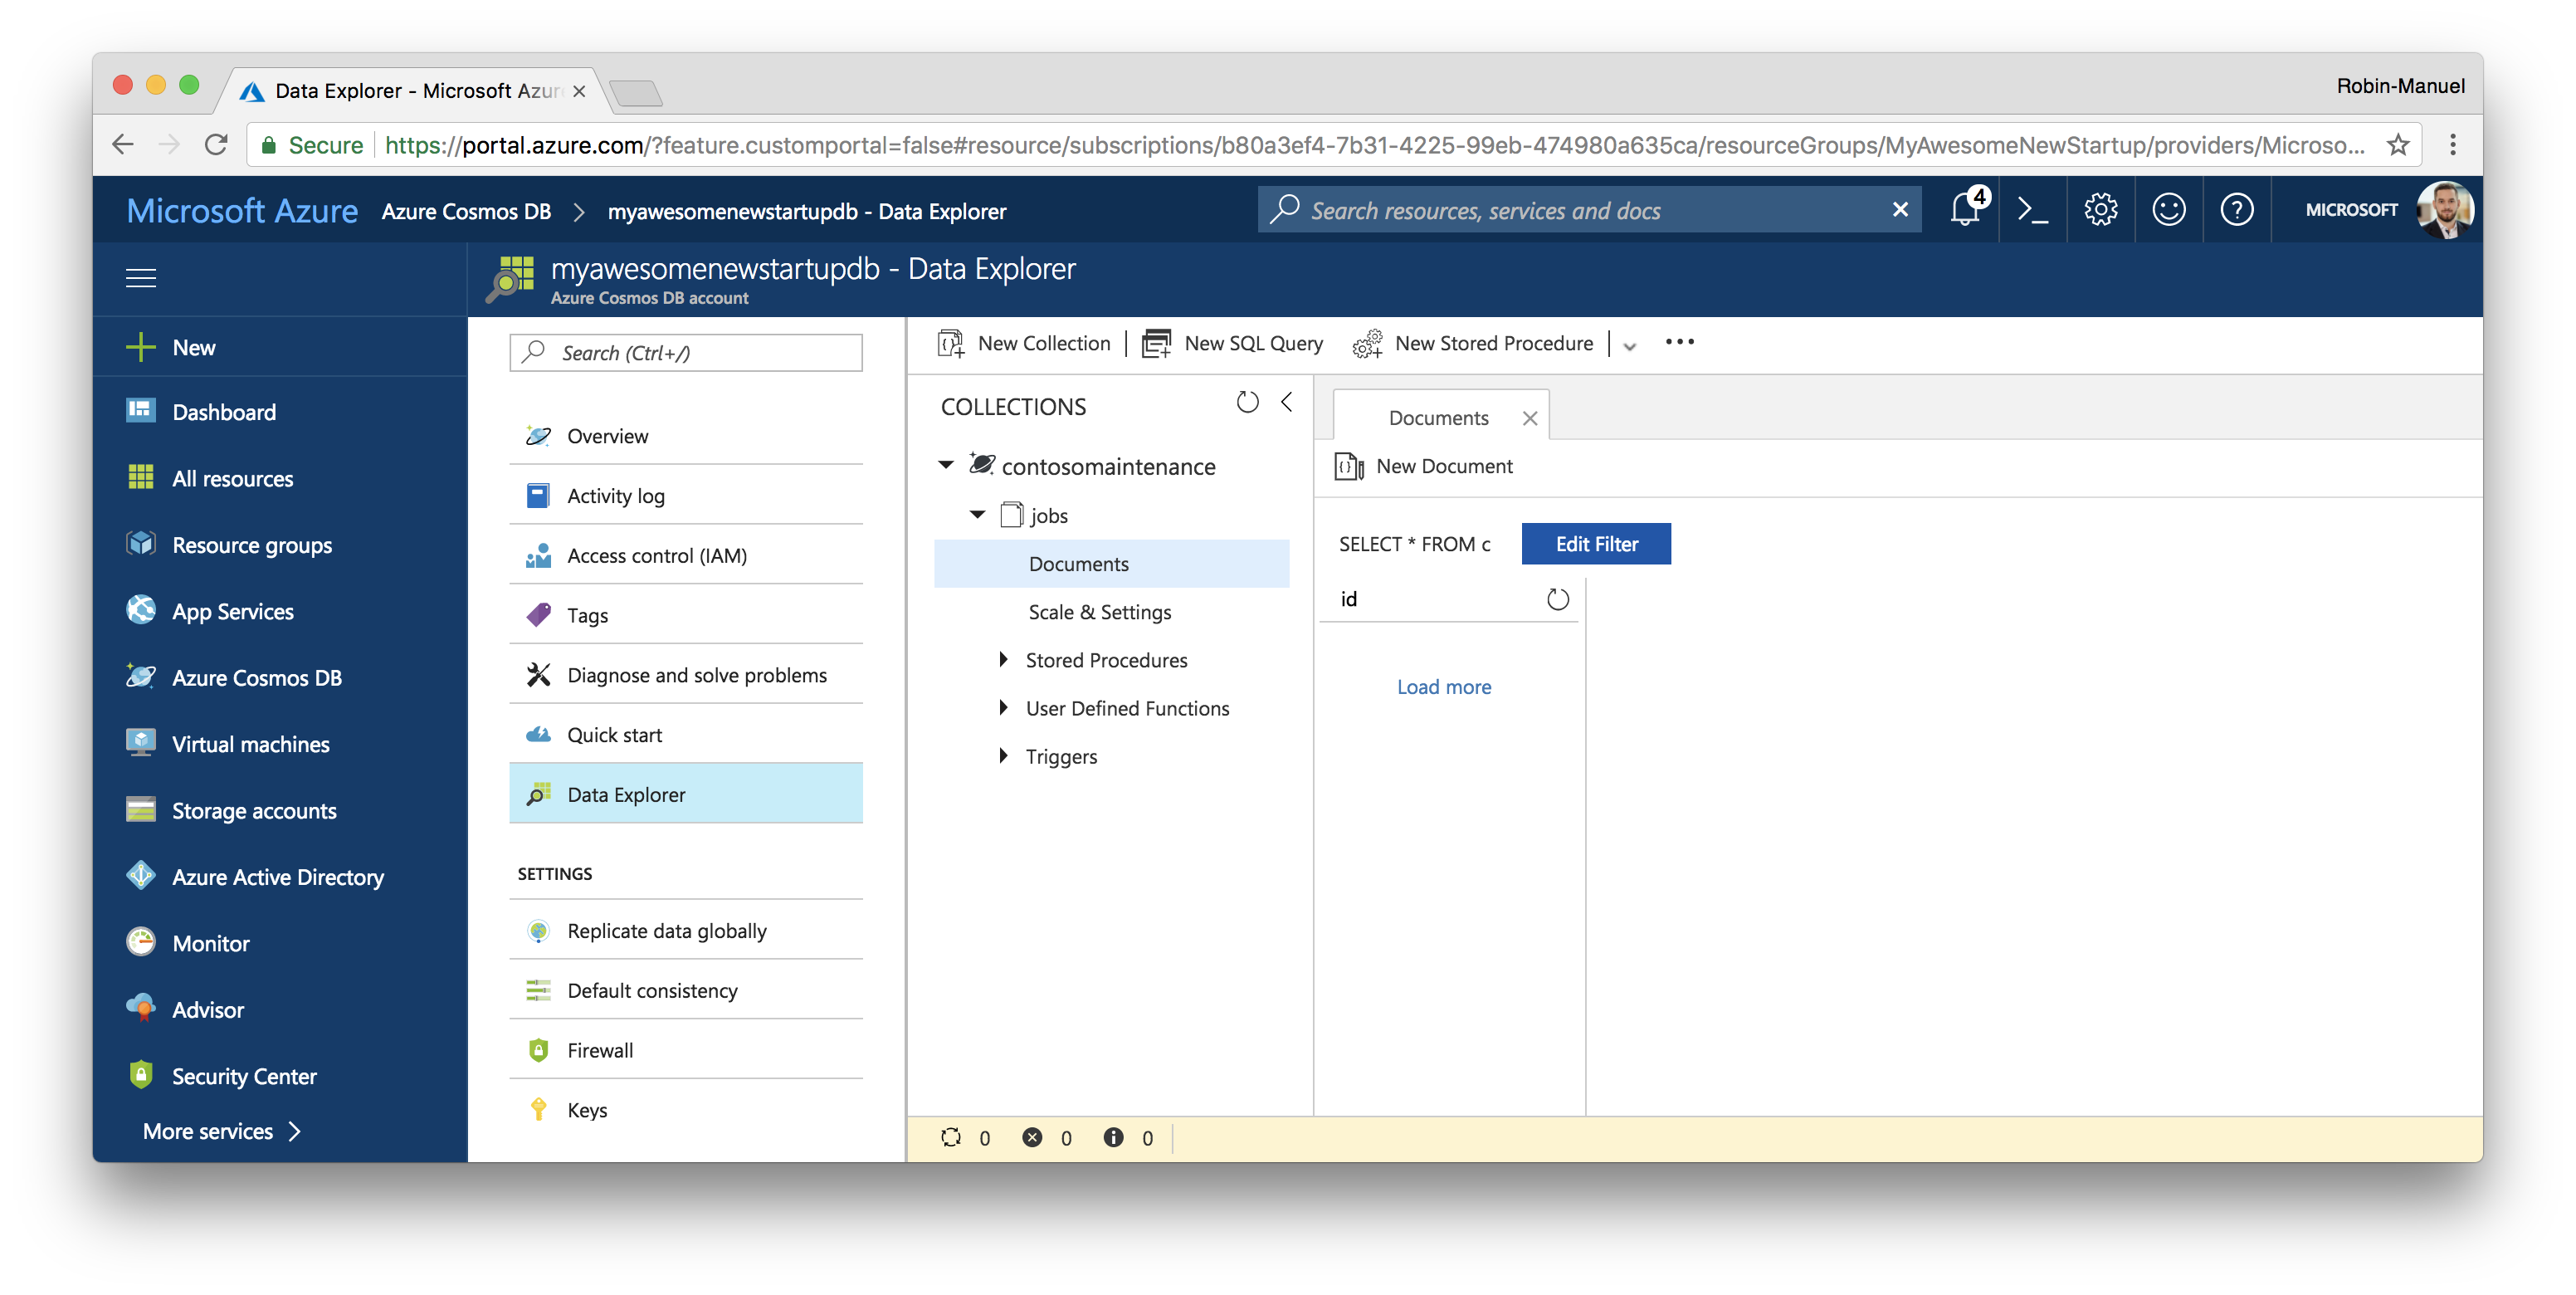 Data Explorer - Microsoft Azur
Robin-Manuel
Secure
https://portal.azure.com/?feature.customportal=false#resource/subscriptions/b80a3ef4-7b31-4225-99eb-474980a635ca/resourceGroups/MyAwesomeNewStartup/providers/Microso...
Microsoft Azure
Azure Cosmos DB > myawesomenewstartupdb - Data Explorer
Search resources, services and docs
4
MICROSOFT
myawesomenewstartupdb - Data Explorer
Azure Cosmos DB account
New
Dashboard
All resources
Resource groups
App Services
Azure Cosmos DB
Virtual machines
Storage accounts
Azure Active Directory
Monitor
Advisor
Security Center
More services >
Search (Ctrl+/)
Overview
Activity log
Access control (IAM)
Tags
Diagnose and solve problems
Quick start
Data Explorer
SETTINGS
Replicate data globally
Default consistency
Firewall
Keys
New Collection
New SQL Query
New Stored Procedure
COLLECTIONS
contosomaintenance
jobs
Documents
Scale & Settings
Stored Procedures
User Defined Functions
Triggers
Documents
New Document
SELECT * FROM c
Edit Filter
id
Load more
0 0 0